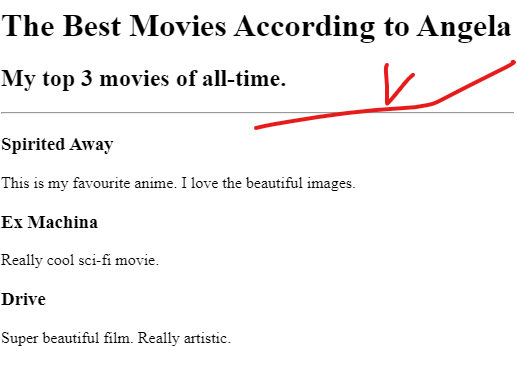 The Best Movies According to Angela
My top 3 movies of all-time.
Spirited Away
This is my favourite anime. I love the beautiful images.
Ex Machina
Really cool sci-fi movie.
Drive
Super beautiful film. Really artistic.